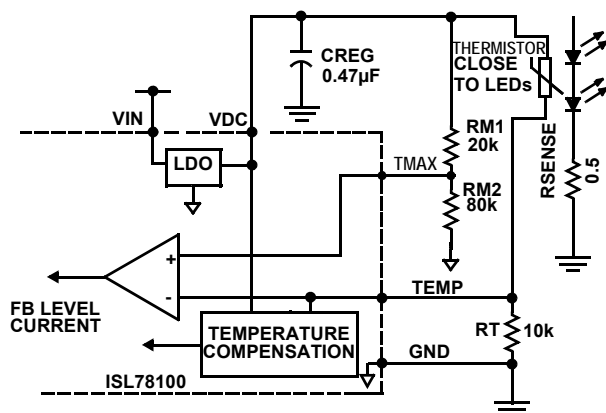 CREG
0.47µF
THERMISTOR
CLOSE
TO LEDs
VIN
VDC
RM1
20k
RSENSE
0.5
LDO
TMAX
RM2
80k
+
-
FB LEVEL
CURRENT
TEMP
TEMPERATURE
COMPENSATION
RT
10k
GND
ISL78100